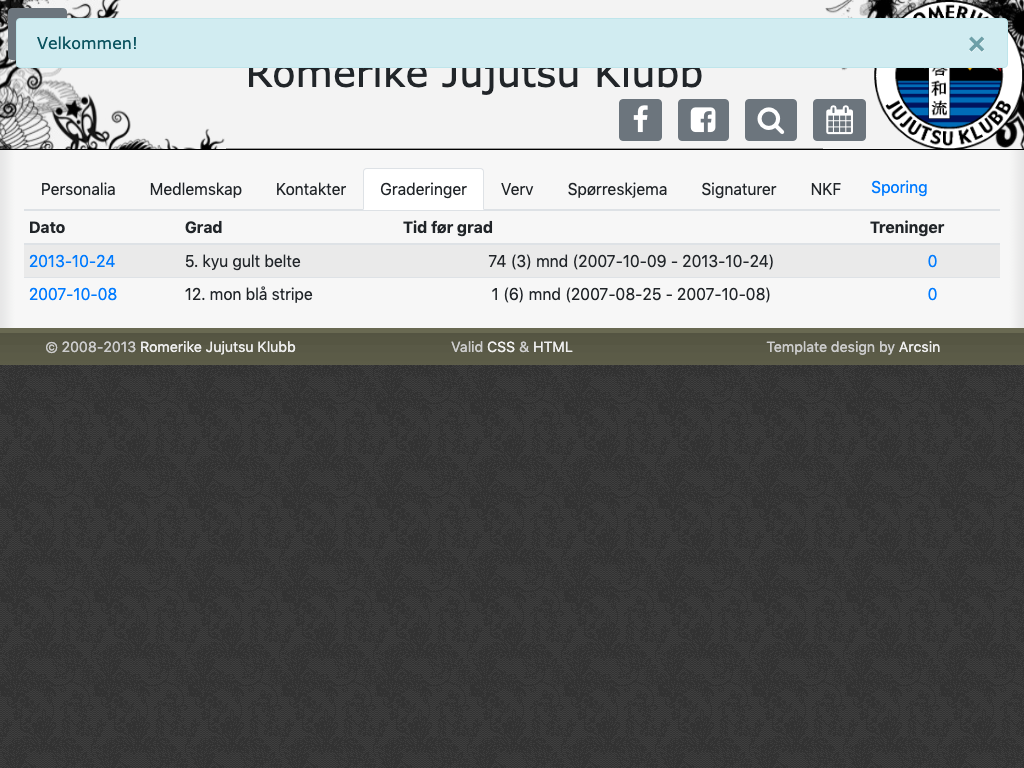 Velkommen! ×
Romerike Jujutsu Klubb
ROMERIK
和流
JUJUTSU KLUBB
Personalia Medlemskap Kontakter Graderinger Verv Spørreskjema Signaturer NKF Sporing
Dato Grad Tid før grad Treninger
2013-10-24 5. kyu gult belte 74 (3) mnd (2007-10-09 - 2013-10-24) 0
2007-10-08 12. mon blå stripe 1 (6) mnd (2007-08-25 - 2007-10-08) 0
© 2008-2013 Romerike Jujutsu Klubb Valid CSS & HTML Template design by Arcsin